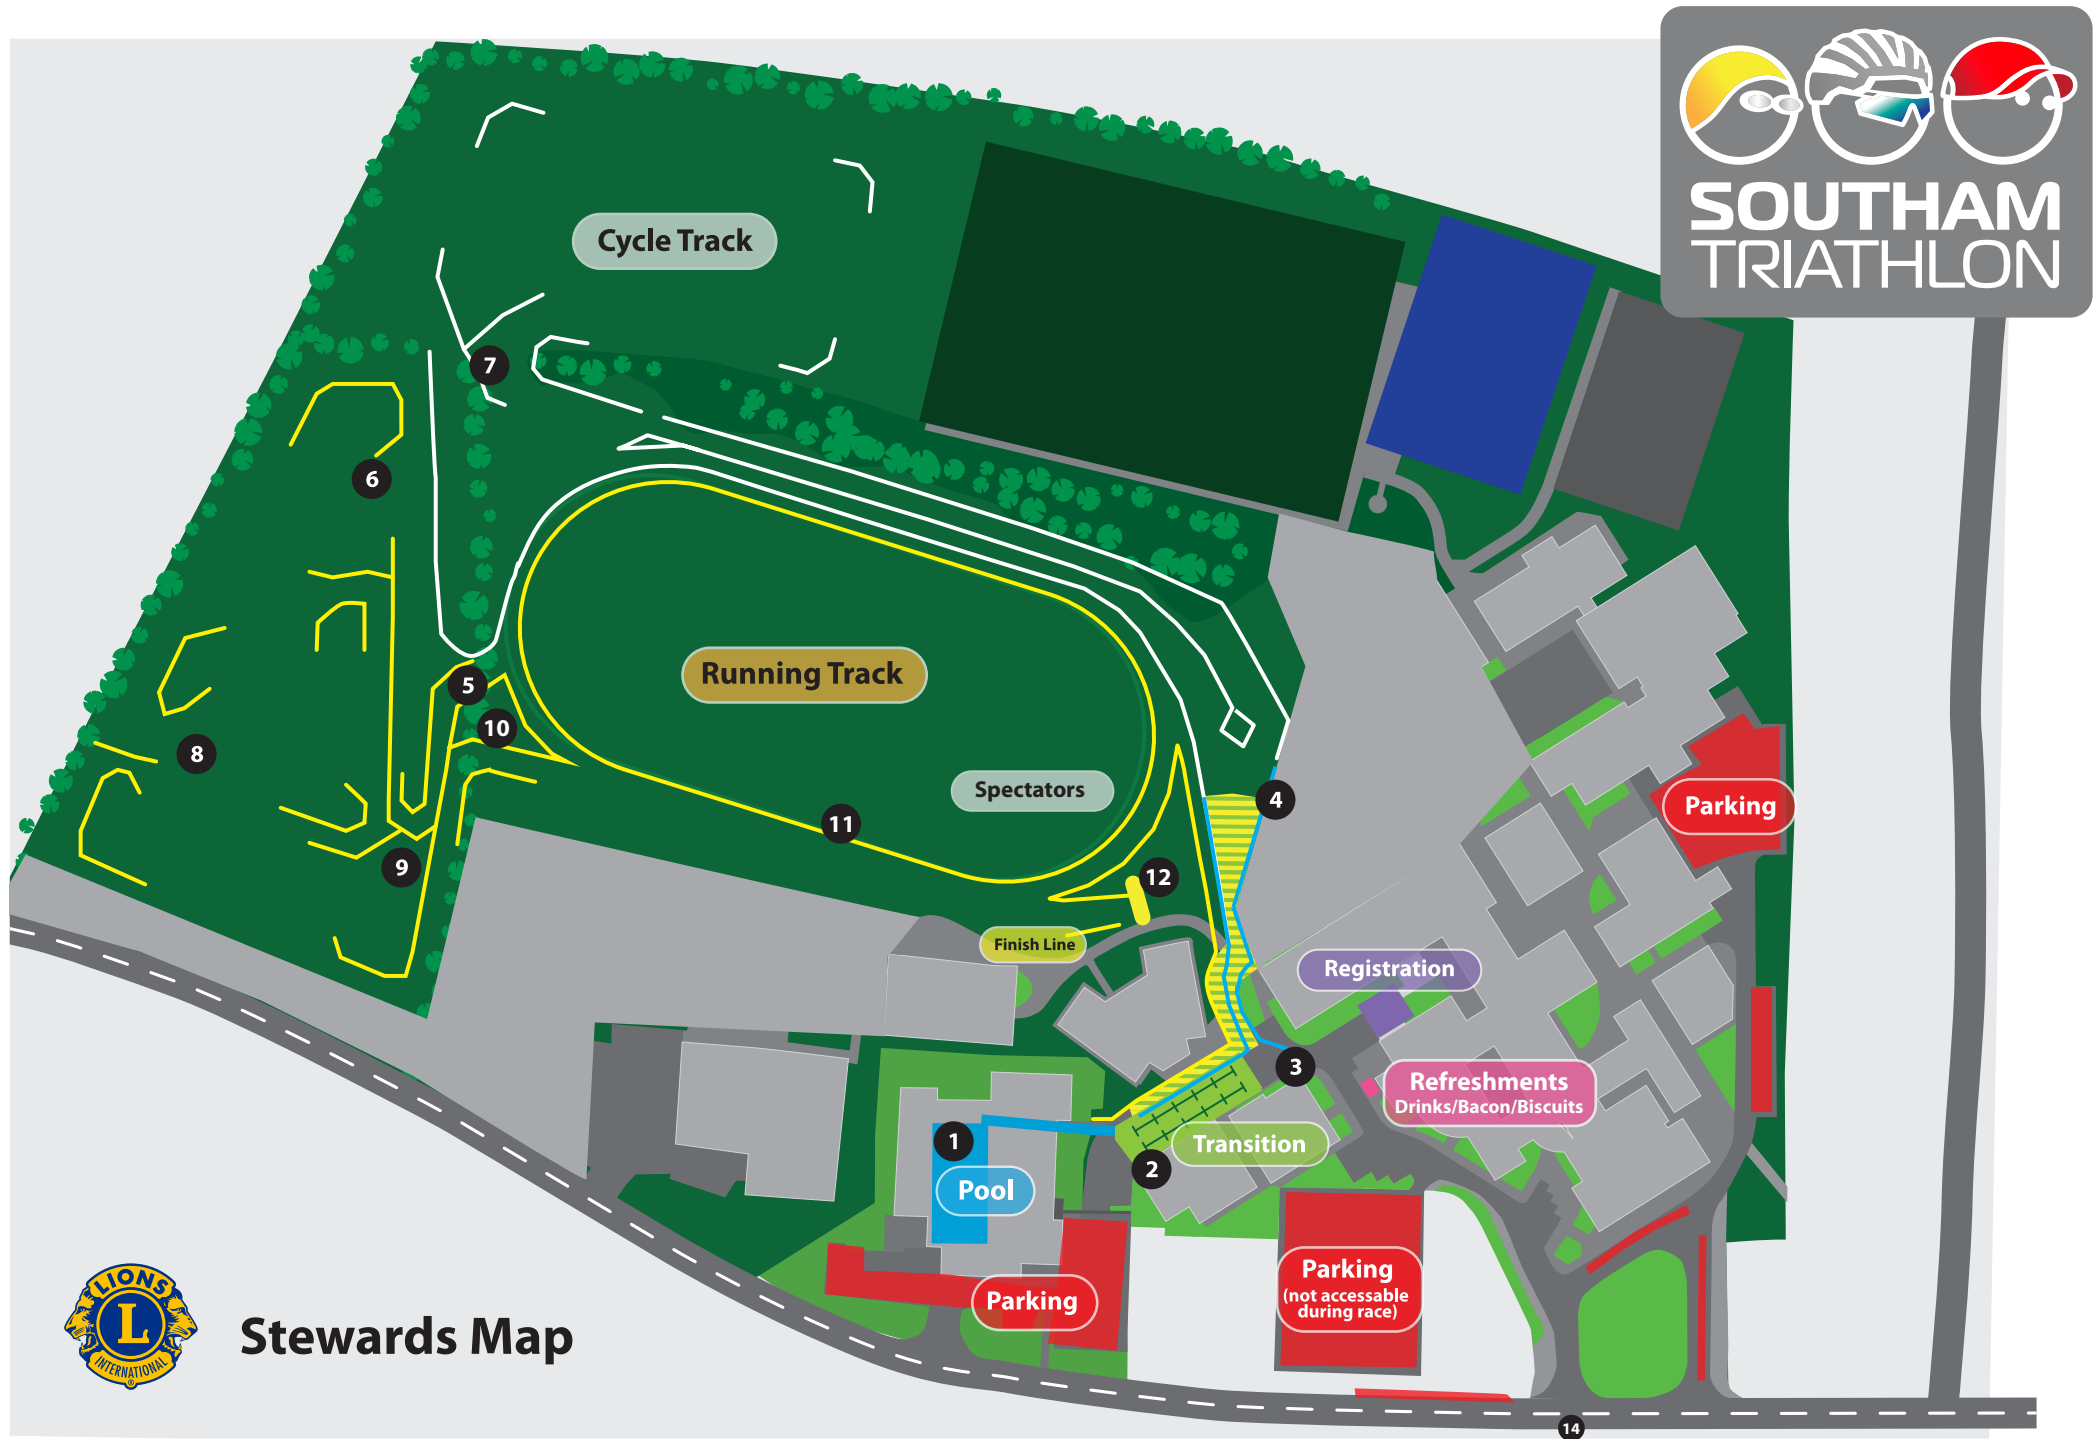 SOUTHAM
TRIATHLON
Cycle Track
7
6
Running Track
5
10
8
Spectators
4
11
Parking
9
12
Finish Line
Registration
3
Refreshments
Drinks/Bacon/Biscuits
1
Transition
2
Pool
Parking
(not accessable
during race)
Parking
LIONS
L
INTERNATIONAL
®
Stewards Map
14